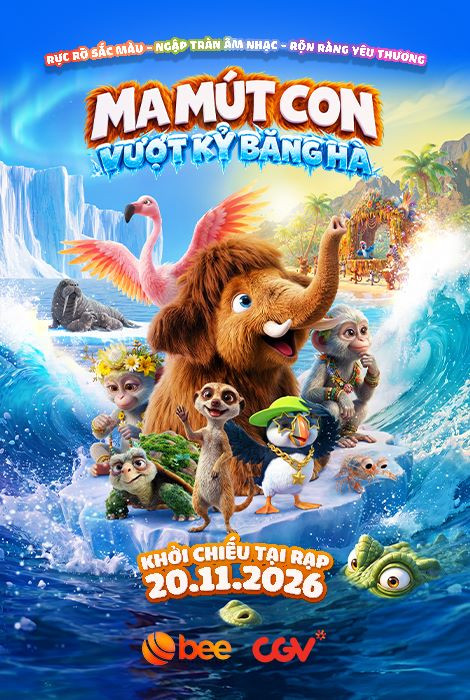 RỰC RỠ SẮC MÀU - NGẬP TRÀN ÂM NHẠC - RỘN RÀNG YÊU THƯƠNG
MA MÚT CON
VƯỢT KỶ BĂNG HÀ
KHỞI CHIẾU TẠI RẠP
20.11.2026
bee CGV*